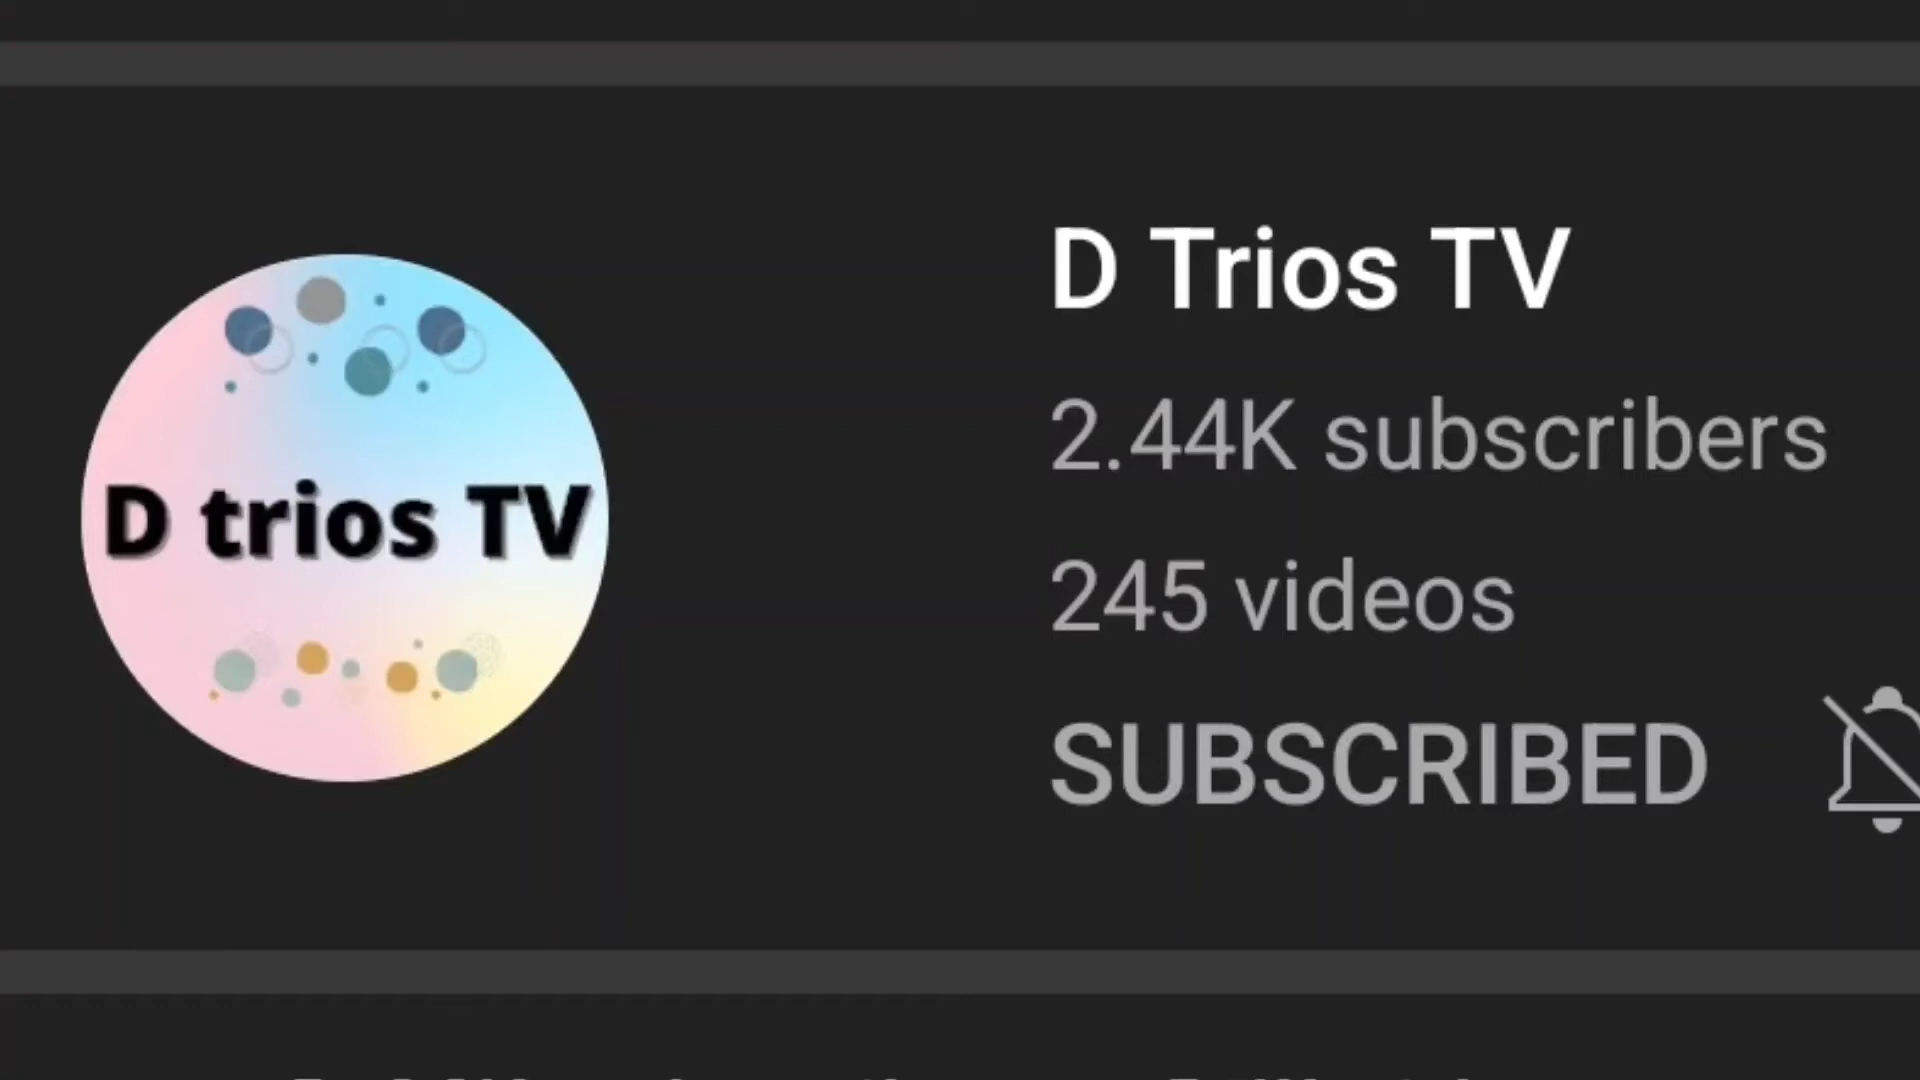 D trios TV
D Trios TV
2.44K subscribers
245 videos
SUBSCRIBED